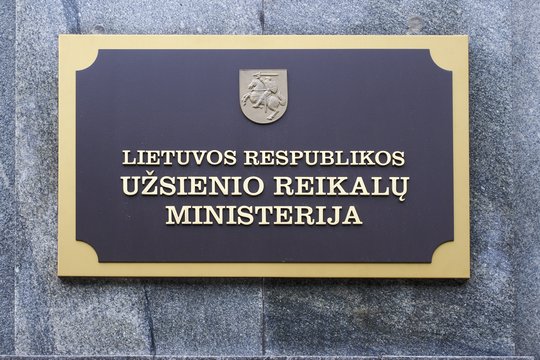 LIETUVOS RESPUBLIKOS
UŽSIENIO REIKALŲ
MINISTERIJA